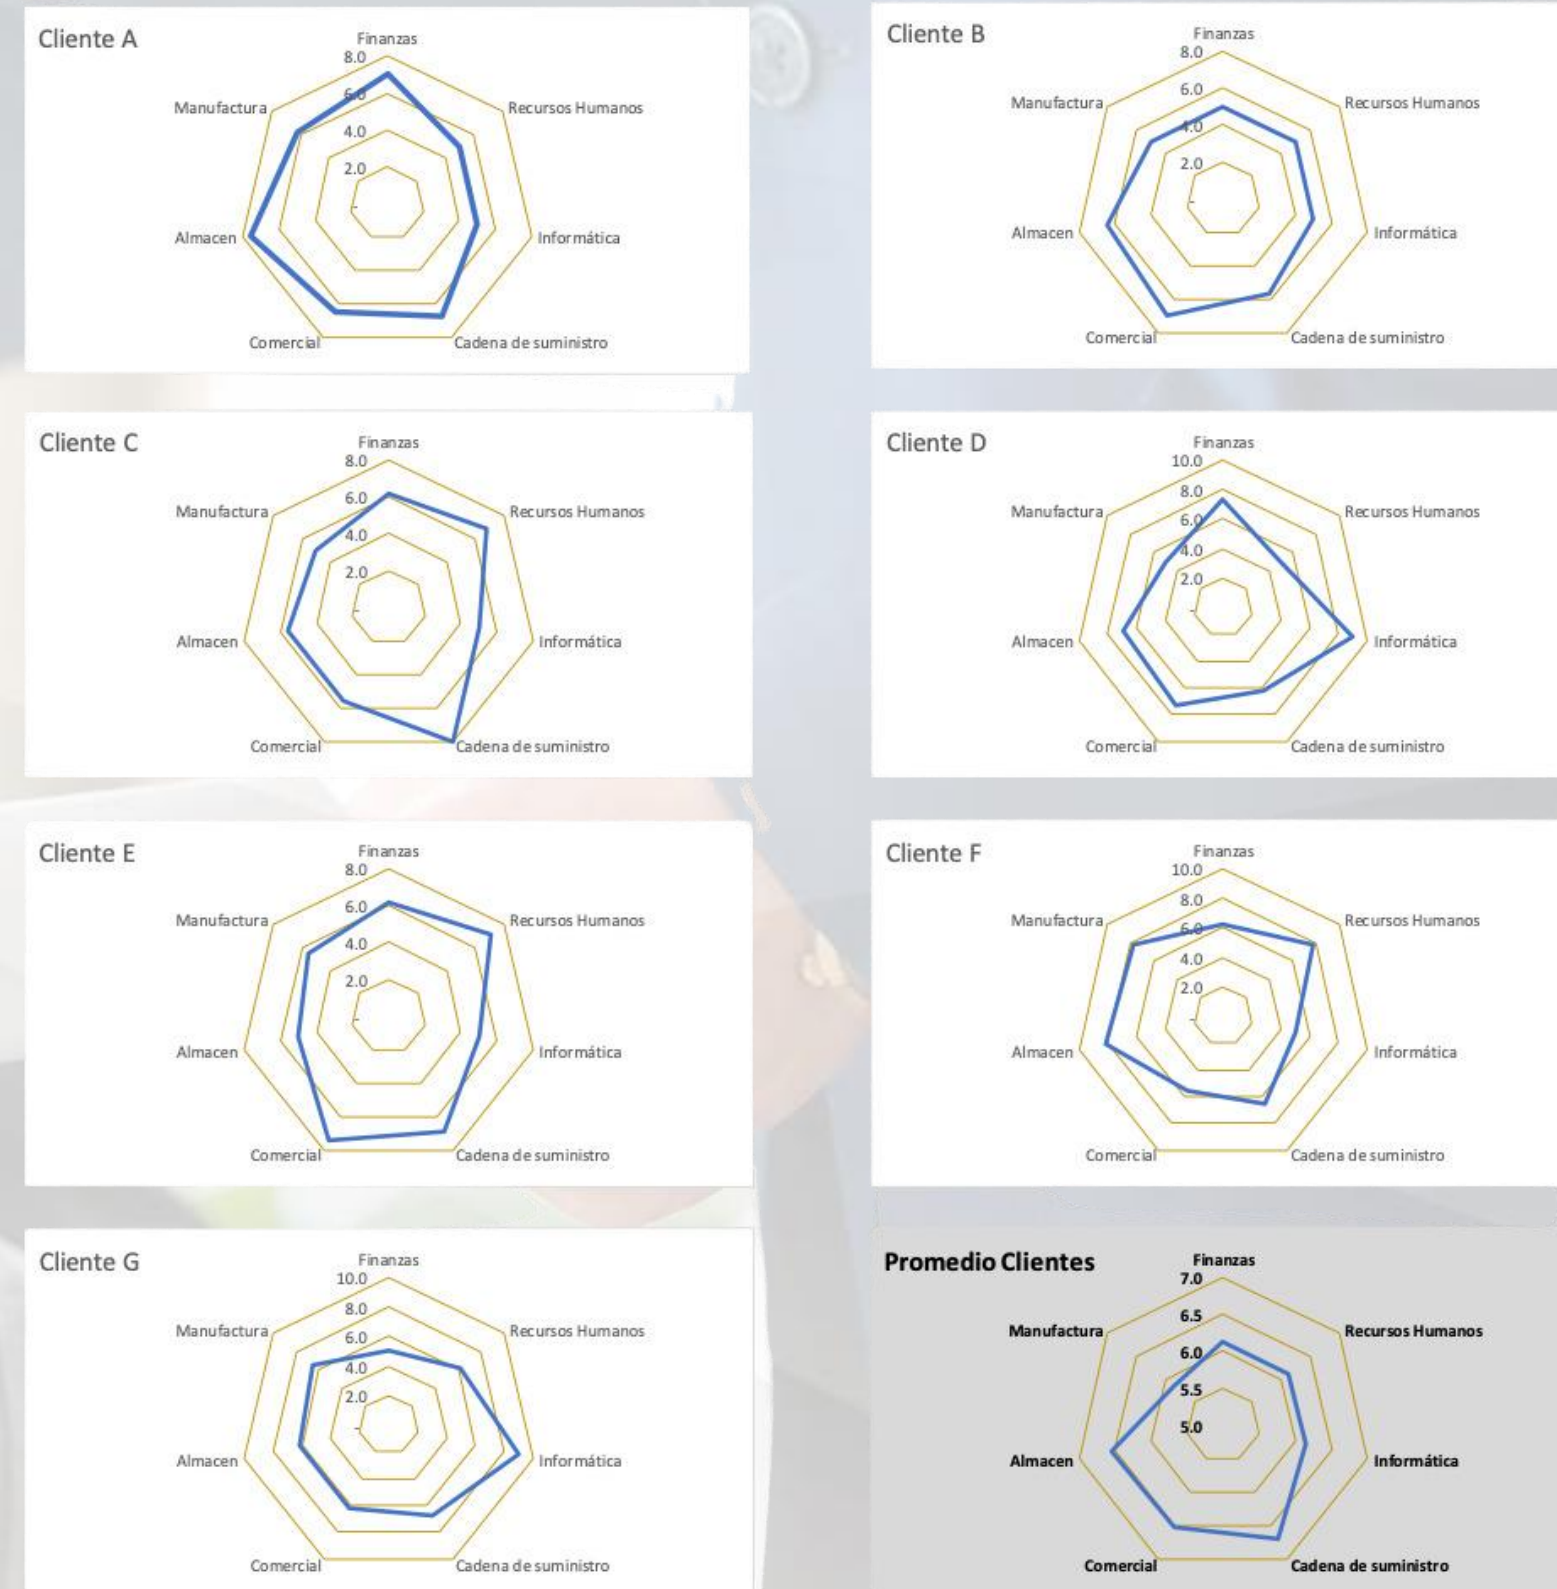 Cliente A
Finanzas
8.0
Manufactura
6.0
Recursos Humanos
4.0
2.0
-
Almacen
Informática
Comercial
Cadena de suministro
Cliente B
Finanzas
8.0
6.0
Manufactura
Recursos Humanos
4.0
2.0
-
Almacen
Informática
Comercial
Cadena de suministro
Cliente C
Finanzas
8.0
6.0
Manufactura
Recursos Humanos
4.0
2.0
-
Almacen
Informática
Comercial
Cadena de suministro
Cliente D
Finanzas
10.0
8.0
Manufactura
Recursos Humanos
6.0
4.0
2.0
-
Almacen
Informática
Comercial
Cadena de suministro
Cliente E
Finanzas
8.0
6.0
Manufactura
Recursos Humanos
4.0
2.0
-
Almacen
Informática
Comercial
Cadena de suministro
Cliente F
Finanzas
10.0
8.0
Manufactura
Recursos Humanos
6.0
4.0
2.0
-
Almacen
Informática
Comercial
Cadena de suministro
Cliente G
Finanzas
10.0
8.0
Manufactura
Recursos Humanos
6.0
4.0
2.0
-
Almacen
Informática
Comercial
Cadena de suministro
Promedio Clientes
Finanzas
7.0
6.5
Manufactura
Recursos Humanos
6.0
5.5
5.0
Almacen
Informática
Comercial
Cadena de suministro